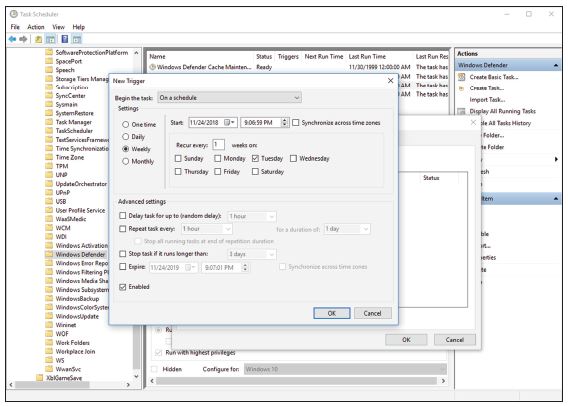 Task Scheduler
File Action View Help
SoftwareProtectionPlatform
SpacePort
Speech
Storage Tiers Manag
Subscription
SyncCenter
Sysmain
SystemRestore
Task Manager
TaskScheduler
TextServicesFramewo
Time Synchronizatio
Time Zone
TPM
UNP
UpdateOrchestrator
UPnP
USB
User Profile Service
WaaSMedic
WCM
WDI
Windows Activation
Windows Defender
Windows Error Repo
Windows Filtering Pl
Windows Media Sha
Windows Subsystem
WindowsBackup
WindowsColorSyster
WindowsUpdate
Wininet
WOF
Work Folders
Workplace Join
WS
WwanSvc
XblGameSave
Name Status Triggers Next Run Time Last Run Time Last Run Res
Windows Defender Cache Mainten... Ready 11/30/1999 12:00:00 AM The task has
AM The task has
AM The task has
AM The task has
New Trigger
Begin the task: On a schedule
Settings
One time
Daily
Weekly
Monthly
Start: 11/24/2018 9:06:59 PM Synchronize across time zones
Recur every: 1 weeks on:
Sunday Monday Tuesday Wednesday
Thursday Friday Saturday
Advanced settings
Delay task for up to (random delay): 1 hour
Repeat task every: 1 hour for a duration of: 1 day
Stop all running tasks at end of repetition duration
Stop task if it runs longer than: 3 days
Expire: 11/24/2019 9:07:01 PM Synchronize across time zones
Enabled
OK Cancel
Status
OK Cancel
Ru
Run with highest privileges
Hidden Configure for: Windows 10
Actions
Windows Defender
Create Basic Task...
Create Task...
Import Task...
Display All Running Tasks
ble All Tasks History
Folder...
ete Folder
esh
Item
ble
rt...
erties
te